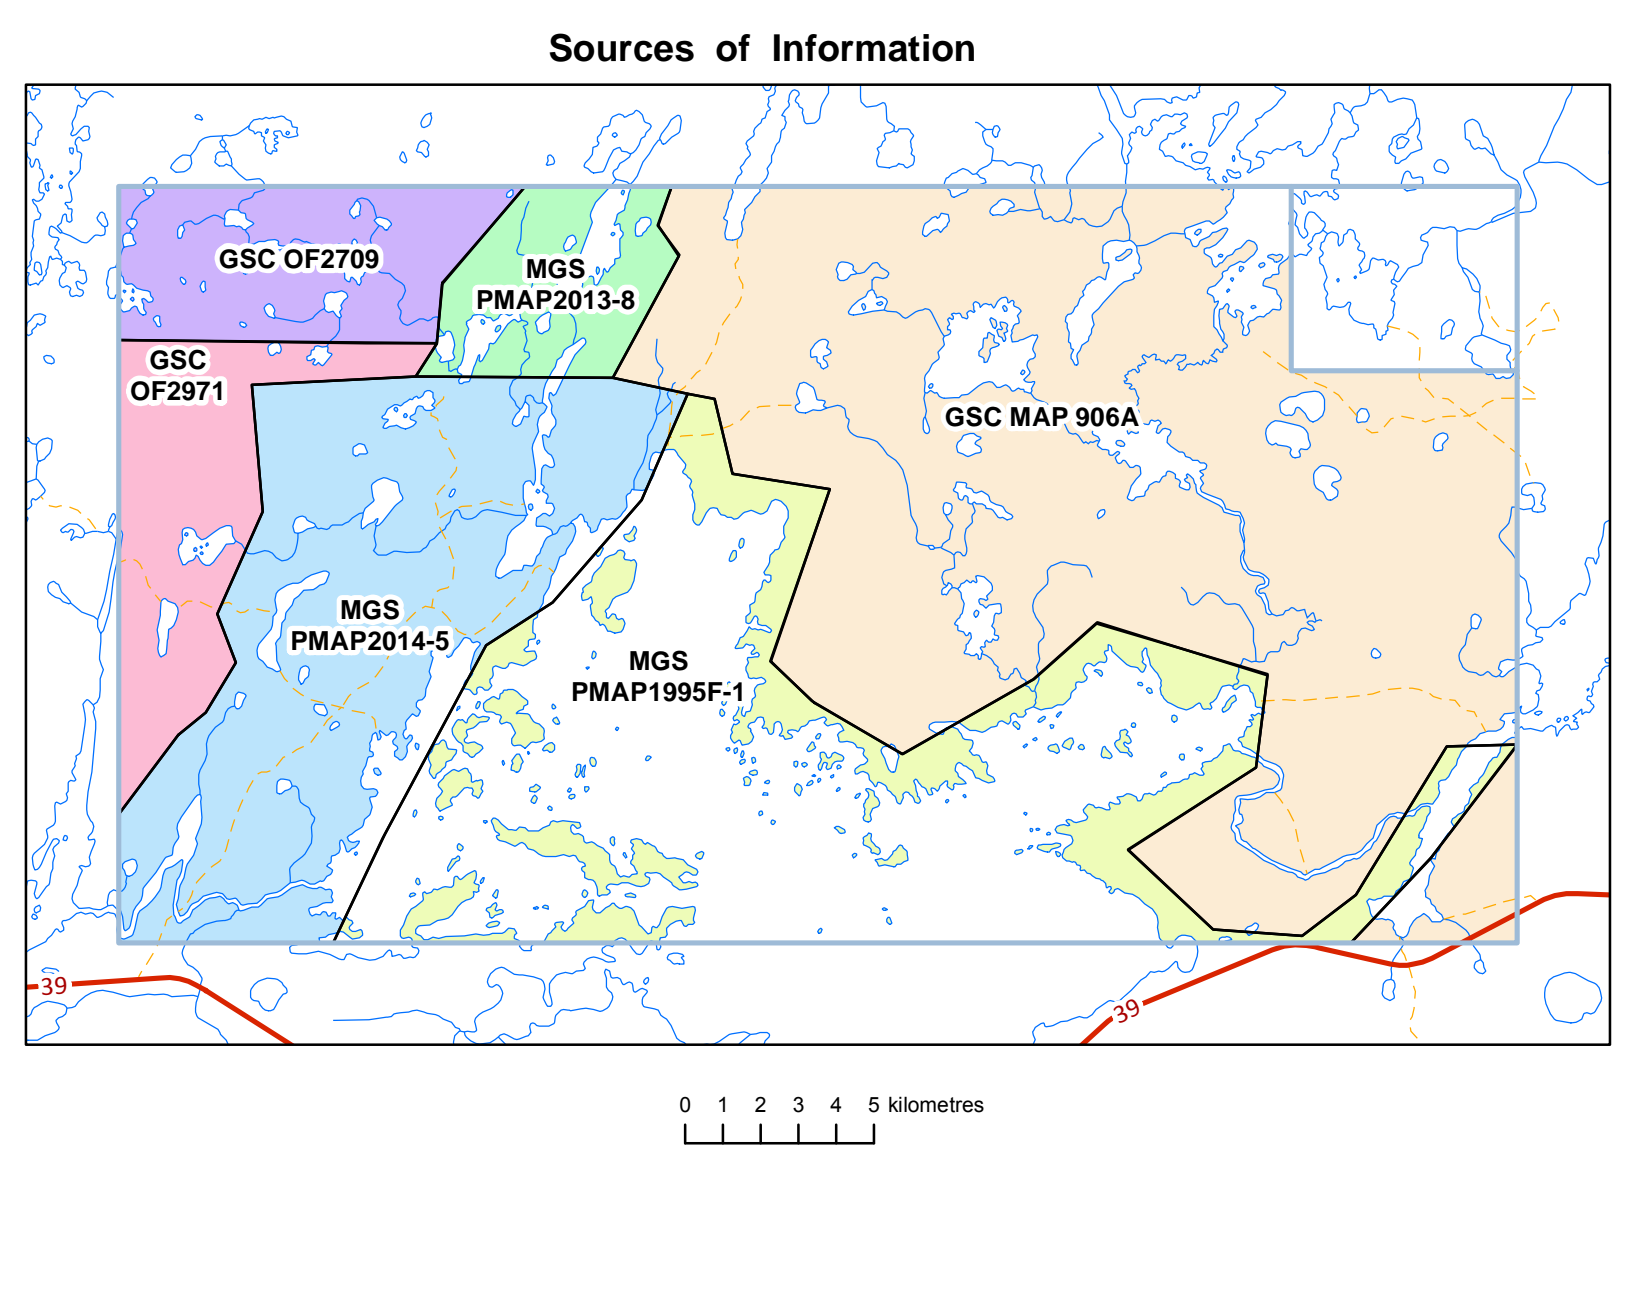 Sources of Information
GSC OF2709
MGS
PMAP2013-8
GSC
OF2971
GSC MAP 906A
MGS
PMAP2014-5
MGS
PMAP1995F-1
39
39
0 1 2 3 4 5 kilometres